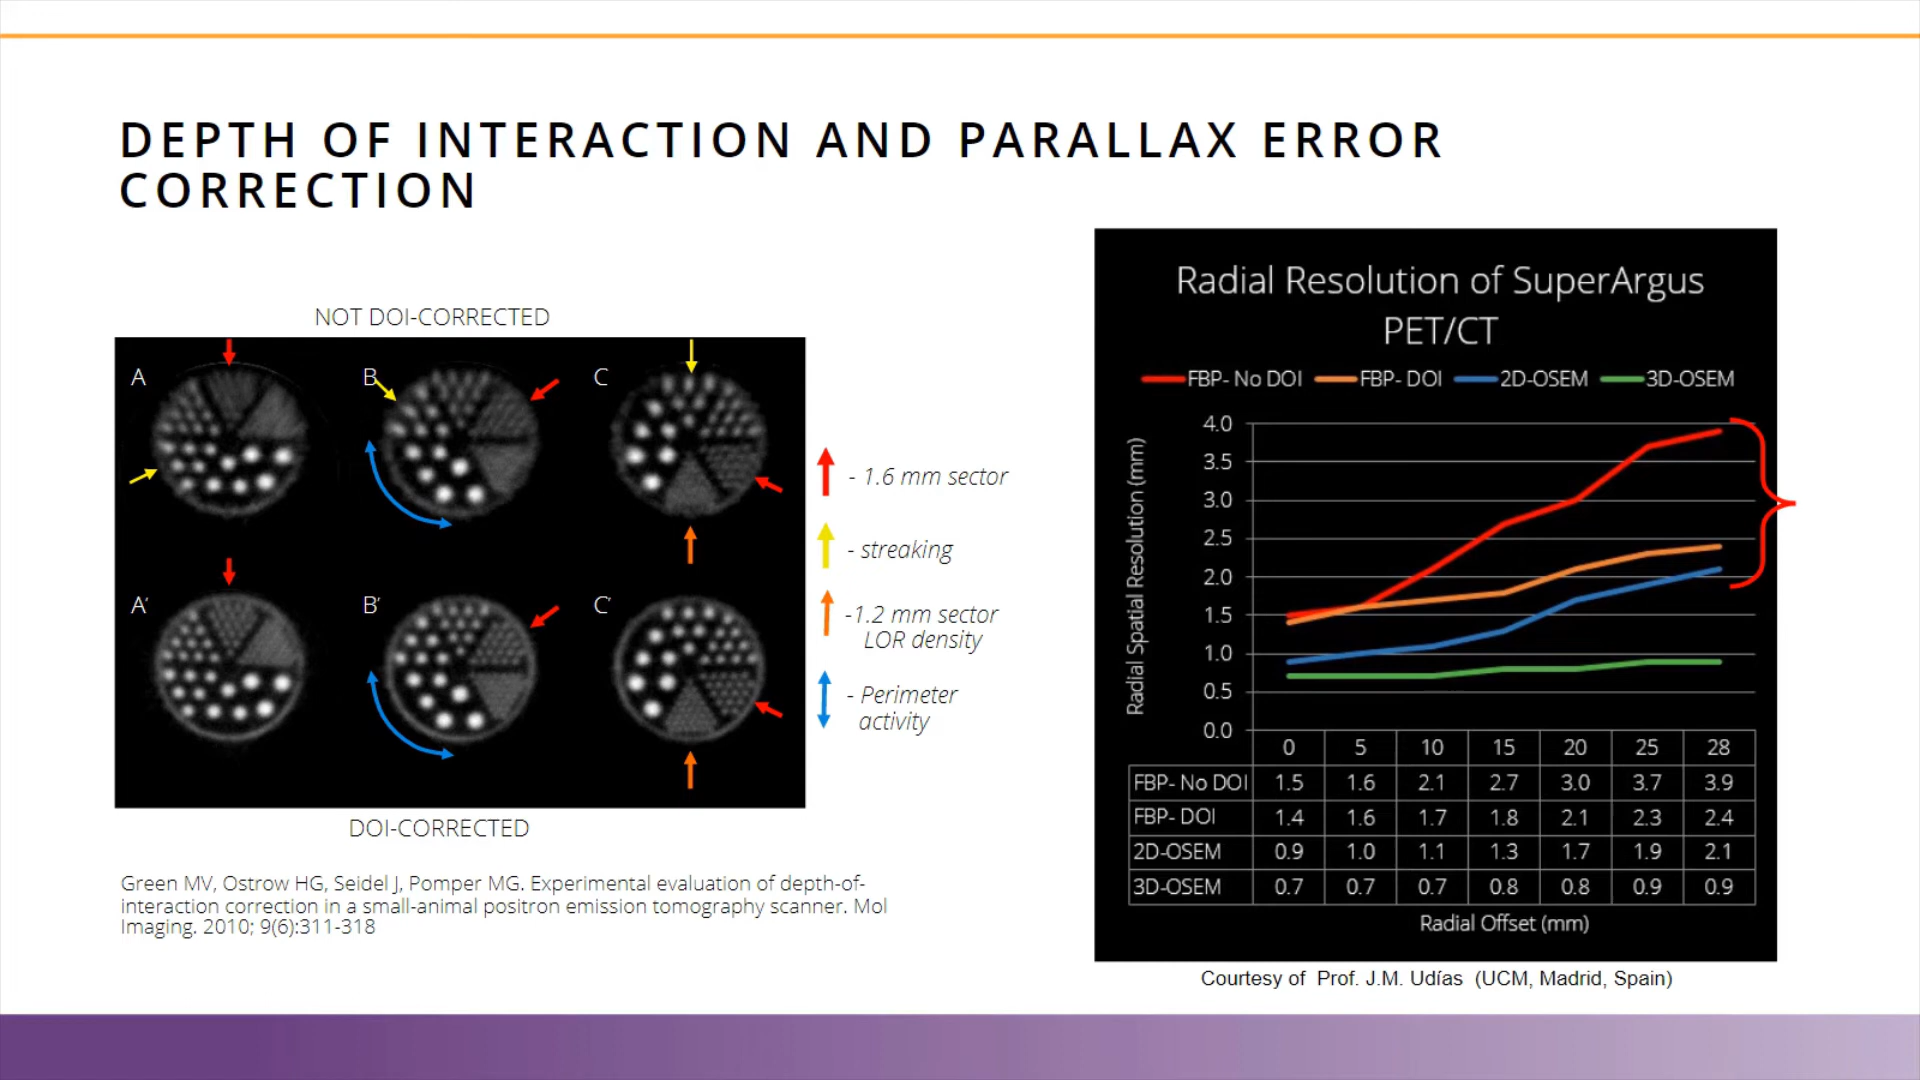 DEPTH OF INTERACTION AND PARALLAX ERROR
CORRECTION
NOT DOI-CORRECTED
A
B
C
A'
B'
C'
DOI-CORRECTED
- 1.6 mm sector
- streaking
-1.2 mm sector
LOR density
- Perimeter
activity
Green MV, Ostrow HG, Seidel J, Pomper MG. Experimental evaluation of depth-of-
interaction correction in a small-animal positron emission tomography scanner. Mol
Imaging. 2010; 9(6):311-318
Radial Resolution of SuperArgus
PET/CT
FBP- No DOI FBP- DOI 2D-OSEM 3D-OSEM
Radial Spatial Resolution (mm)
4.0
3.5
3.0
2.5
2.0
1.5
1.0
0.5
0.0
0 5 10 15 20 25 28
FBP- No DOI 1.5 1.6 2.1 2.7 3.0 3.7 3.9
FBP- DOI 1.4 1.6 1.7 1.8 2.1 2.3 2.4
2D-OSEM 0.9 1.0 1.1 1.3 1.7 1.9 2.1
3D-OSEM 0.7 0.7 0.7 0.8 0.8 0.9 0.9
Radial Offset (mm)
Courtesy of Prof. J.M. Udías (UCM, Madrid, Spain)